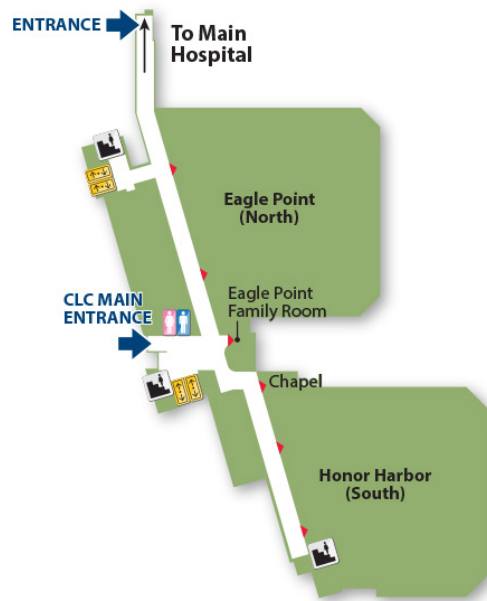 ENTRANCE
To Main
Hospital
Eagle Point
(North)
CLC MAIN
ENTRANCE
Eagle Point
Family Room
Chapel
Honor Harbor
(South)